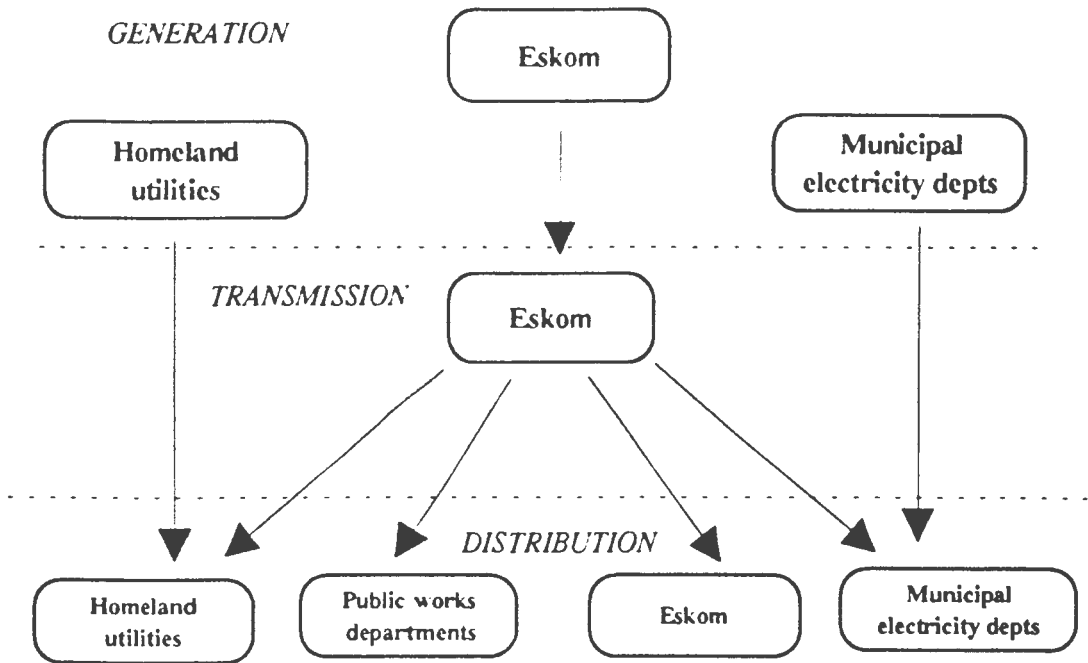 GENERATION
Eskom
Homeland
utilities
Municipal
electricity depts
TRANSMISSION
Eskom
DISTRIBUTION
Homeland
utilities
Public works
departments
Eskom
Municipal
electricity depts